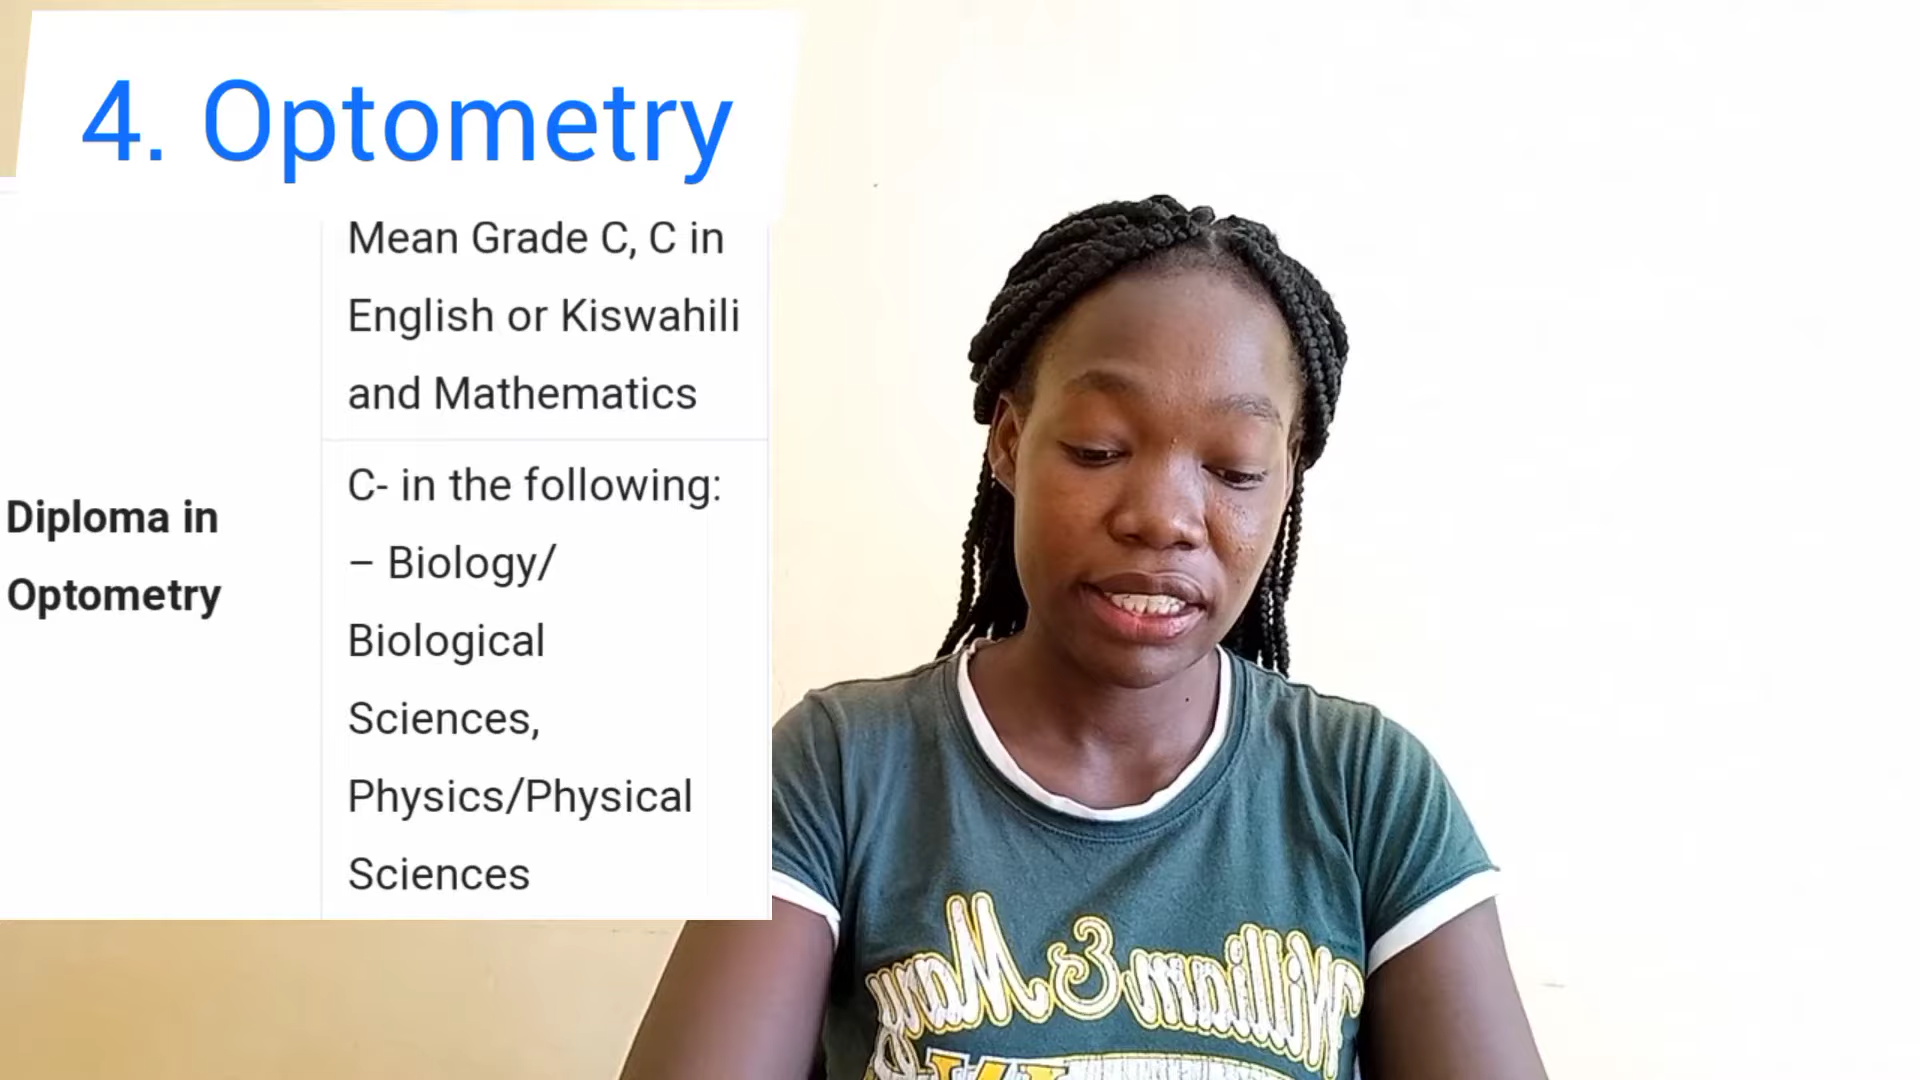 4. Optometry
Mean Grade C, C in
English or Kiswahili
and Mathematics
Diploma in
Optometry
C- in the following:
– Biology/
Biological
Sciences,
Physics/Physical
Sciences
William & Mary